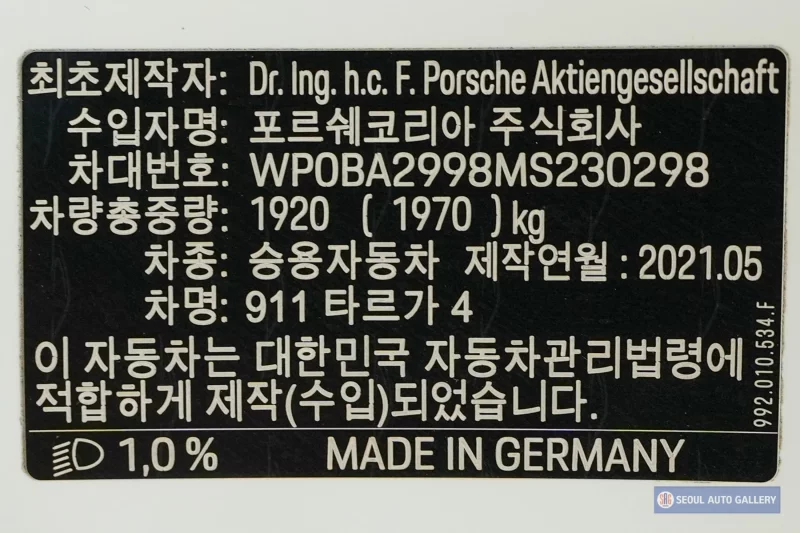 최초제작자: Dr. Ing. h.c. F. Porsche Aktiengesellschaft
수입자명: 포르쉐코리아 주식회사
차대번호: WP0BA2998MS230298
차량총중량: 1920 ( 1970 ) kg
차종: 승용자동차 제작연월 : 2021.05
차명: 911 타르가 4
이 자동차는 대한민국 자동차관리법령에
적합하게 제작(수입)되었습니다.
992.010.534.F
1,0 % MADE IN GERMANY
SAG SEOUL AUTO GALLERY